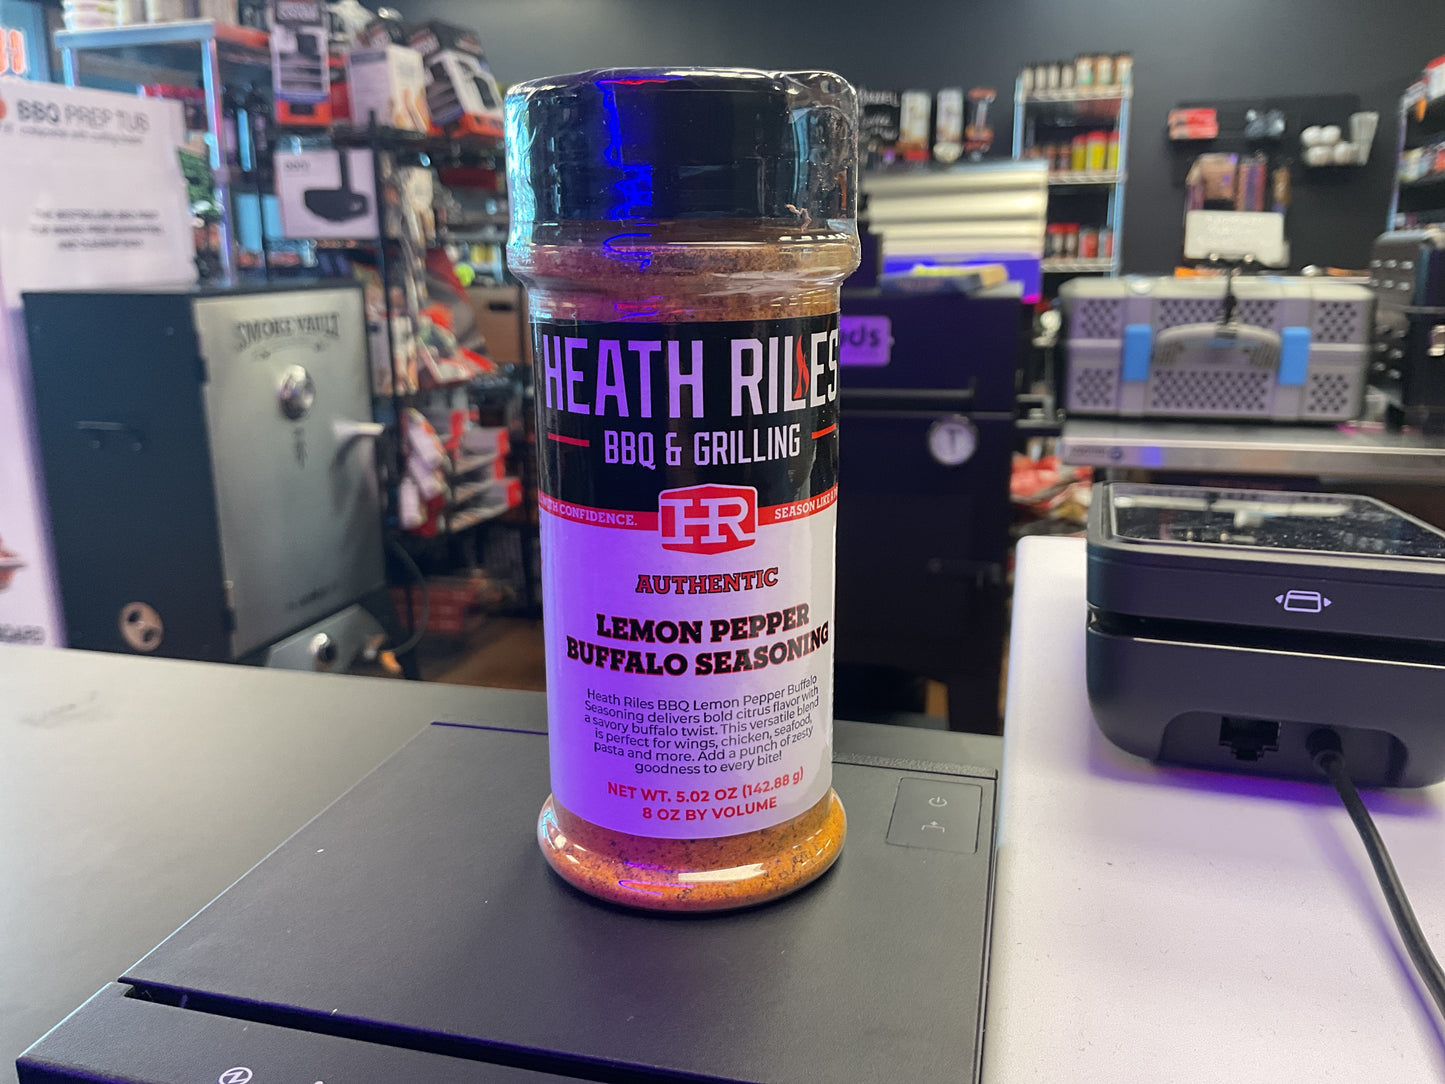 BBQ PREP TUB
SMOKE VAULT
HEATH RILES
BBQ & GRILLING
CONFIDENCE.
HR
SEASON LIKE A
AUTHENTIC
LEMON PEPPER
BUFFALO SEASONING
Heath Riles BBQ Lemon Pepper Buffalo
Seasoning delivers bold citrus flavor with
a savory buffalo twist. This versatile blend
is perfect for wings, chicken, seafood,
pasta and more. Add a punch of zesty
goodness to every bite!
NET WT. 5.02 OZ (142.88 g)
8 OZ BY VOLUME